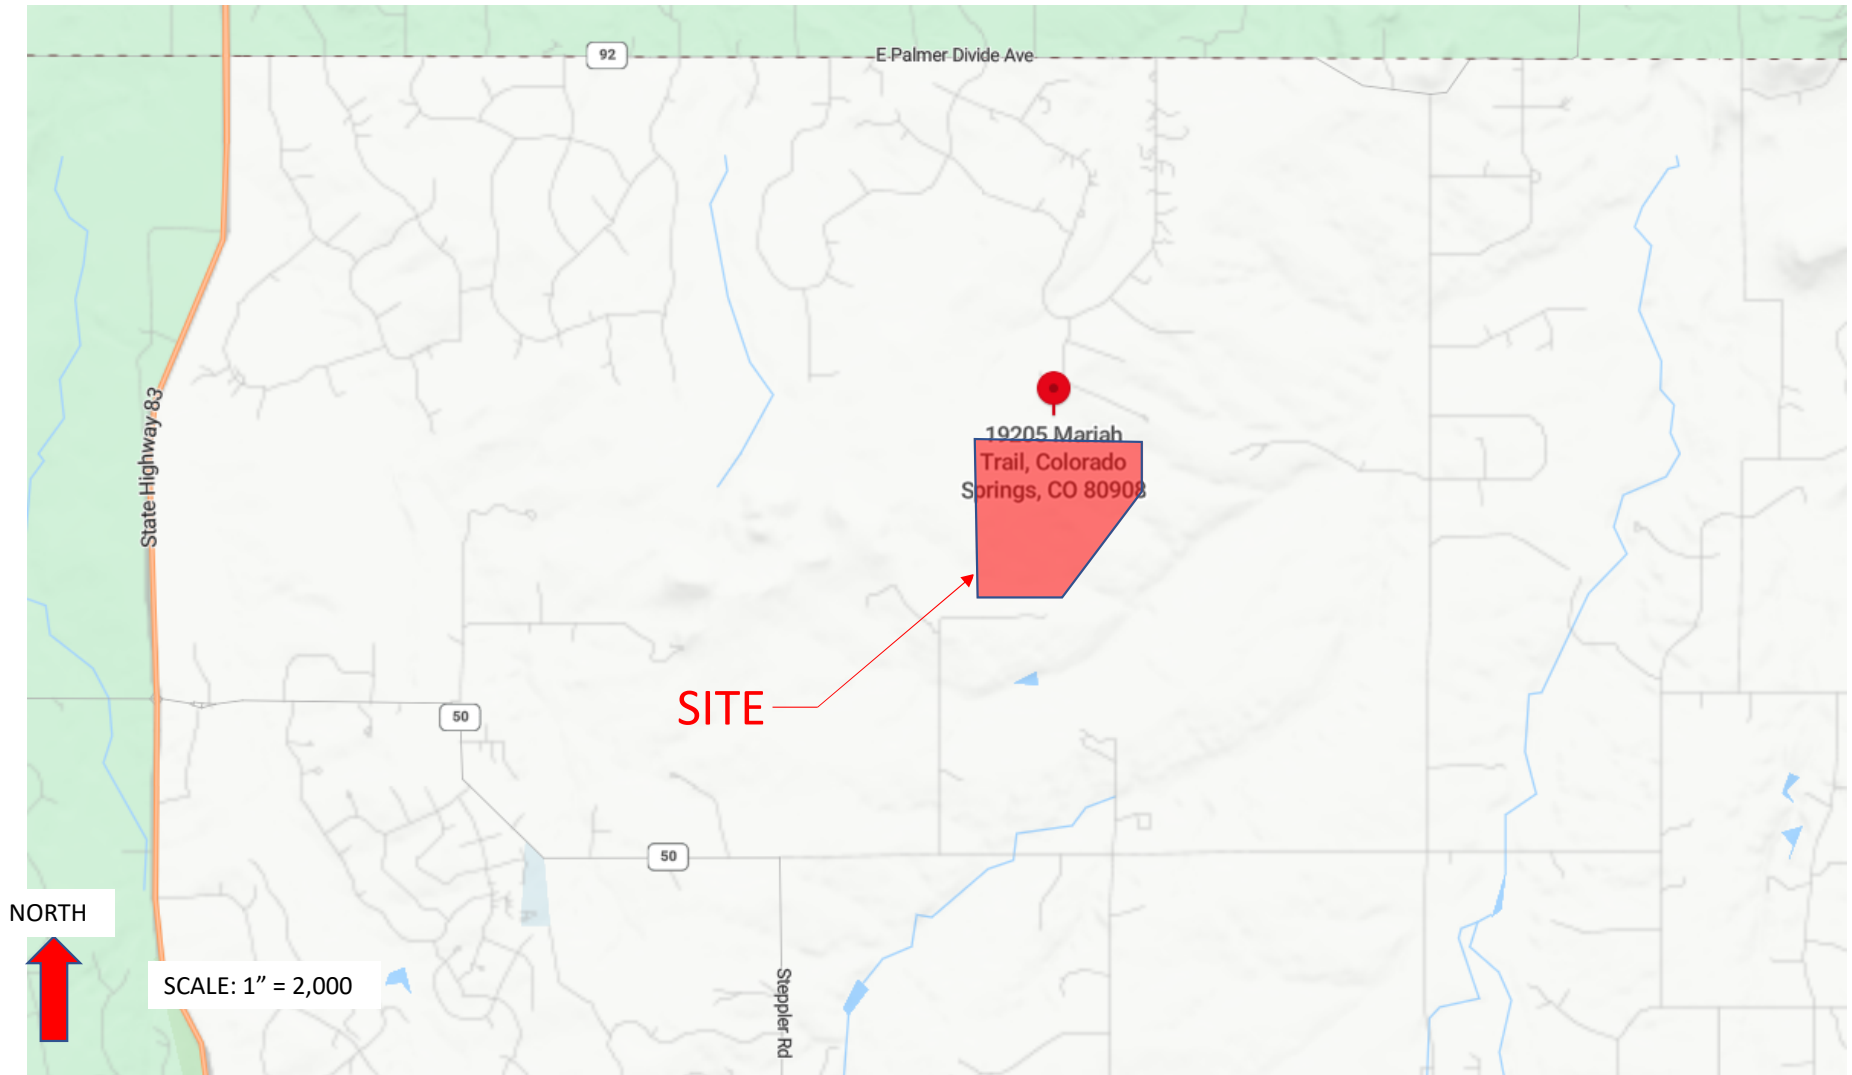 92
E Palmer Divide Ave
State Highway 83
19205 Mariah
Trail, Colorado
Springs, CO 80908
SITE
50
50
NORTH
SCALE: 1” = 2,000
Steppler Rd